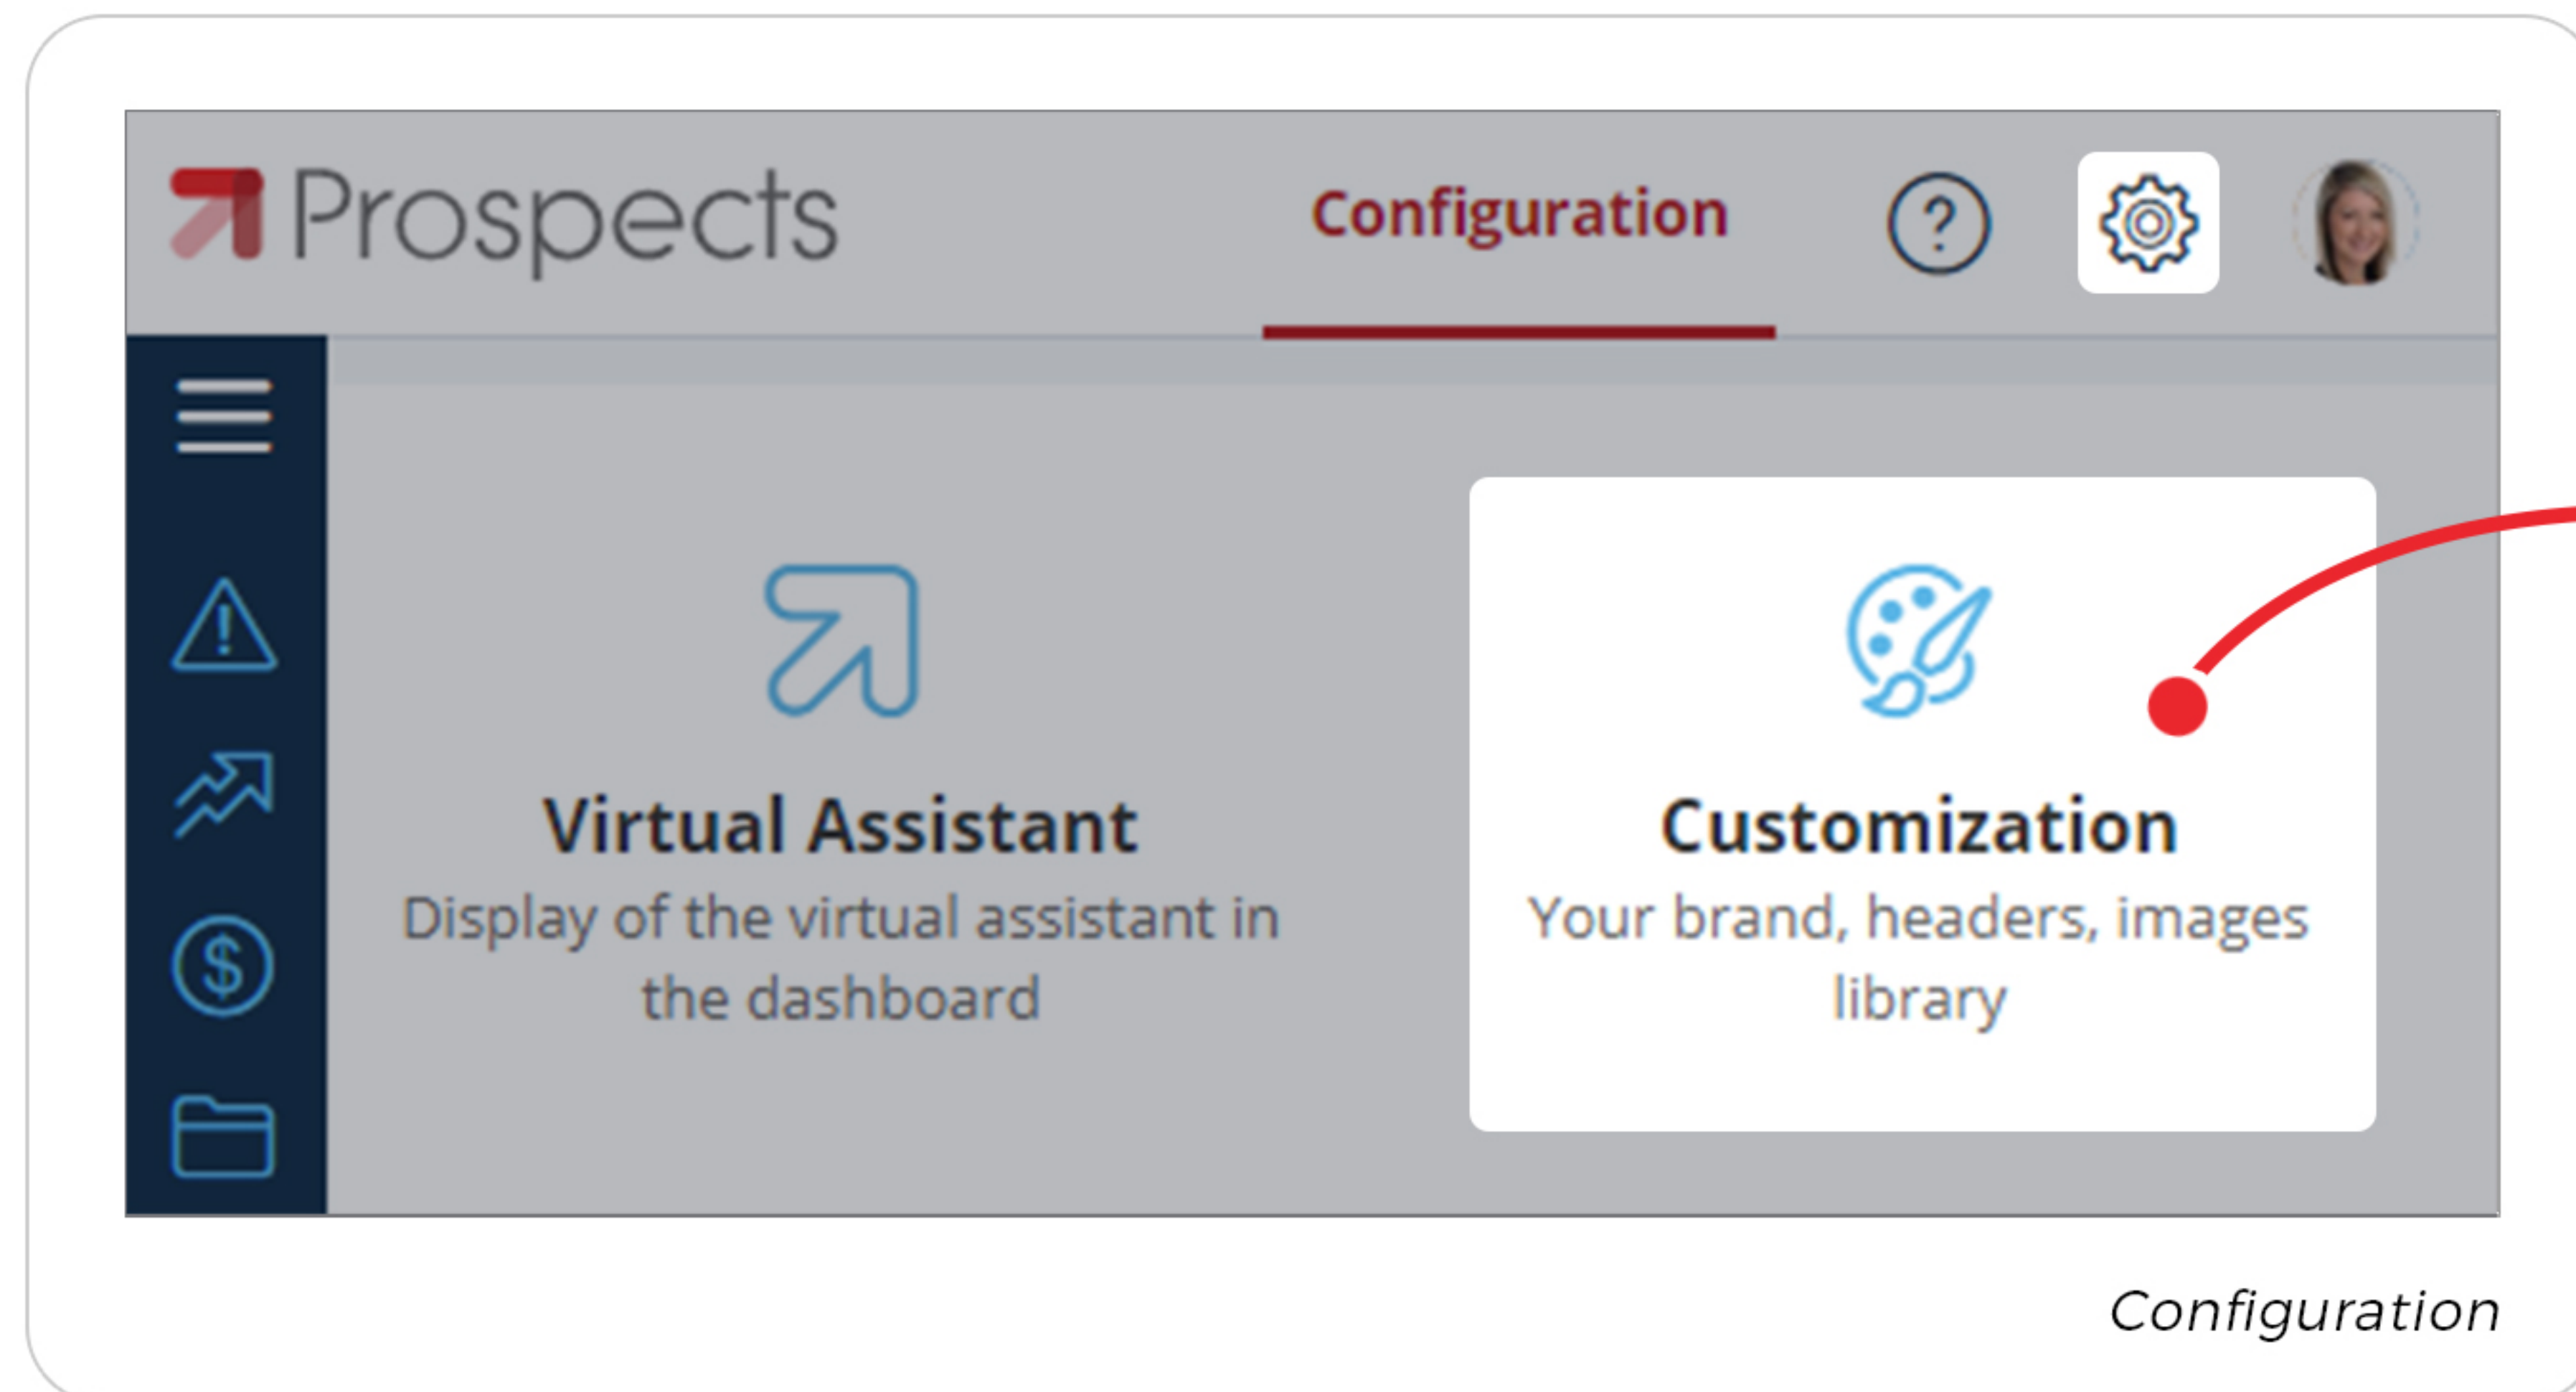 Prospects
Configuration
Virtual Assistant
Display of the virtual assistant in
the dashboard
Customization
Your brand, headers, images
library
Configuration